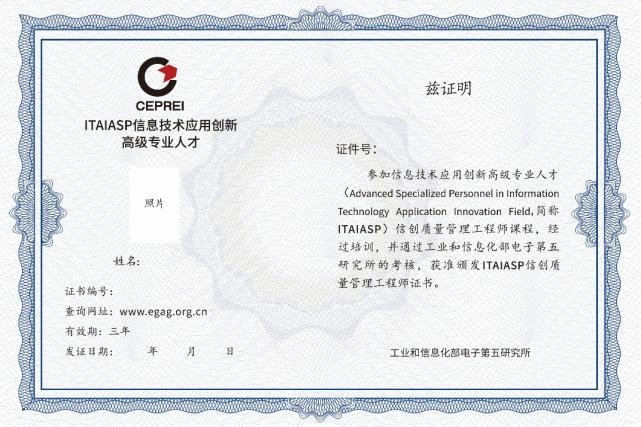 CEPREI
ITAIASP信息技术应用创新
高级专业人才
照片
姓名：
证书编号：
查询网址：www.egag.org.cn
有效期：三年
发证日期： 年 月 日
兹证明
证件号：
参加信息技术应用创新高级专业人才
（Advanced Specialized Personnel in Information
Technology Application Innovation Field,简称
ITAIASP）信创质量管理工程师课程，经
过培训，并通过工业和信息化部电子第五
研究所的考核，获准颁发ITAIASP信创质
量管理工程师证书。
工业和信息化部电子第五研究所